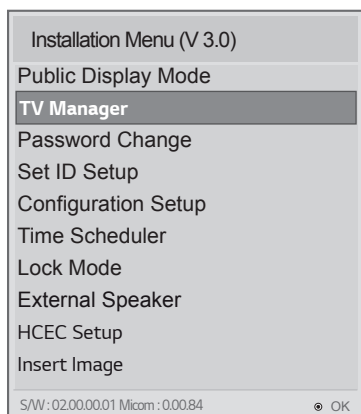 Installation Menu (V 3.0)
Public Display Mode
TV Manager
Password Change
Set ID Setup
Configuration Setup
Time Scheduler
Lock Mode
External Speaker
HCEC Setup
Insert Image
S/W : 02.00.00.01 Micom : 0.00.84 OK